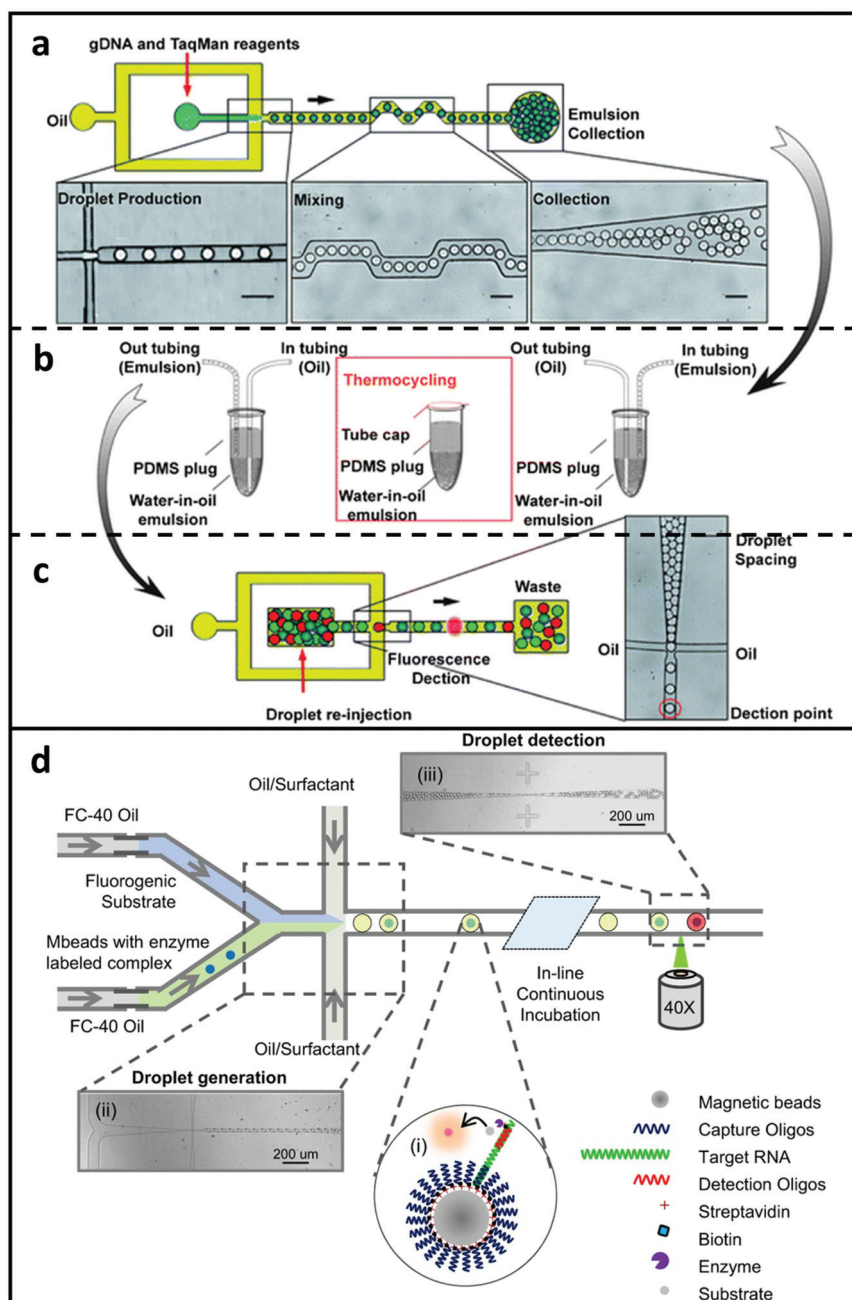 a
gDNA and TaqMan reagents
Oil
Emulsion
Collection
Droplet Production
Mixing
Collection
b
Out tubing
(Emulsion)
In tubing
(Oil)
PDMS plug
Water-in-oil
emulsion
Thermocycling
Tube cap
PDMS plug
Water-in-oil
emulsion
Out tubing
(Oil)
In tubing
(Emulsion)
PDMS plug
Water-in-oil
emulsion
c
Oil
Droplet re-injection
Fluorescence
Dection
Waste
Droplet
Spacing
Oil
Oil
Dection point
d
FC-40 Oil
Fluorogenic
Substrate
Mbeads with enzyme
labeled complex
FC-40 Oil
Oil/Surfactant
Oil/Surfactant
Droplet detection
(iii)
200 um
In-line
Continuous
Incubation
40X
Droplet generation
(ii)
200 um
(i)
Magnetic beads
Capture Oligos
Target RNA
Detection Oligos
Streptavidin
Biotin
Enzyme
Substrate